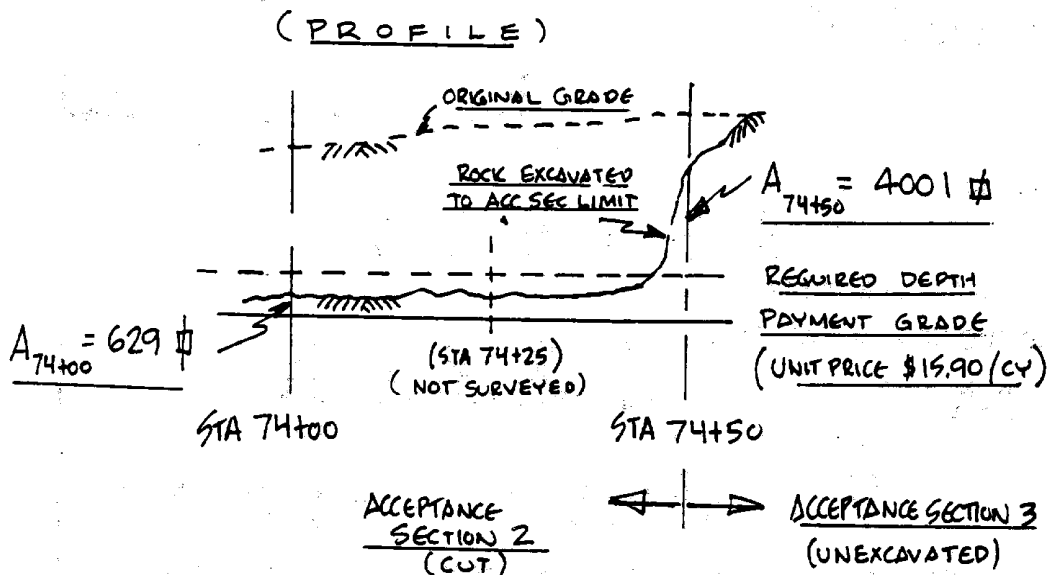 (PROFILE)
ORIGINAL GRADE
ROCK EXCAVATED
TO ACC SEC LIMIT
A74+50 = 4001 ⌷
REQUIRED DEPTH
PAYMENT GRADE
(UNIT PRICE $15.90/CY)
A74+00 = 629 ⌷
(STA 74+25)
(NOT SURVEYED)
STA 74+00
STA 74+50
ACCEPTANCE
SECTION 2
(CUT)
ACCEPTANCE SECTION 3
(UNEXCAVATED)